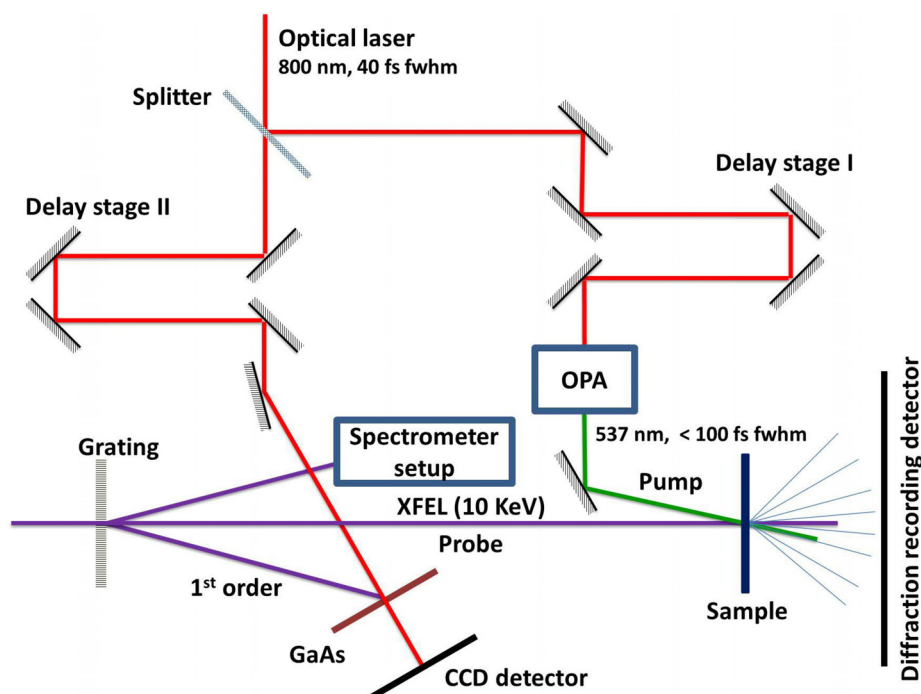 Optical laser
800 nm, 40 fs fwhm
Splitter
Delay stage I
Delay stage II
OPA
537 nm, < 100 fs fwhm
Spectrometer
setup
Grating
Pump
XFEL (10 KeV)
Probe
1st order
Sample
GaAs
CCD detector
Diffraction recording detector